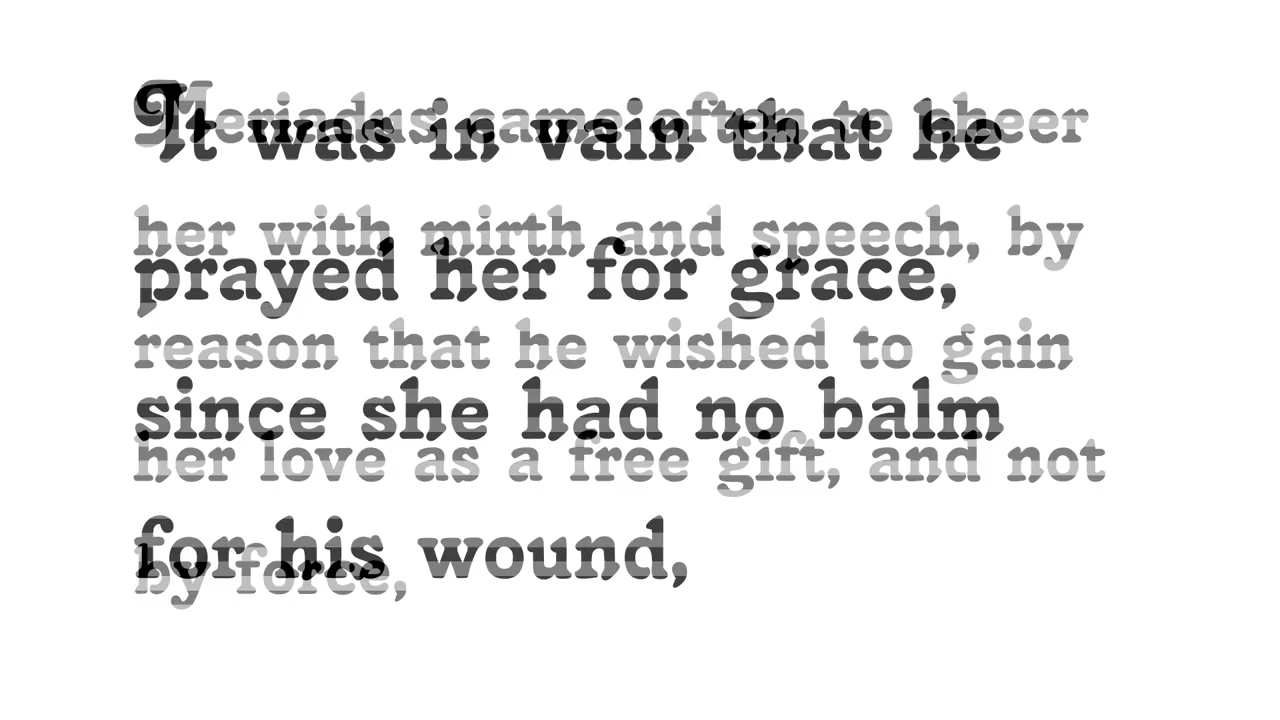 It was in vain that he
prayed her for grace,
since she had no balm
for his wound,
Meriadus came often to cheer
her with mirth and speech, by
reason that he wished to gain
her love as a free gift, and not
by force,